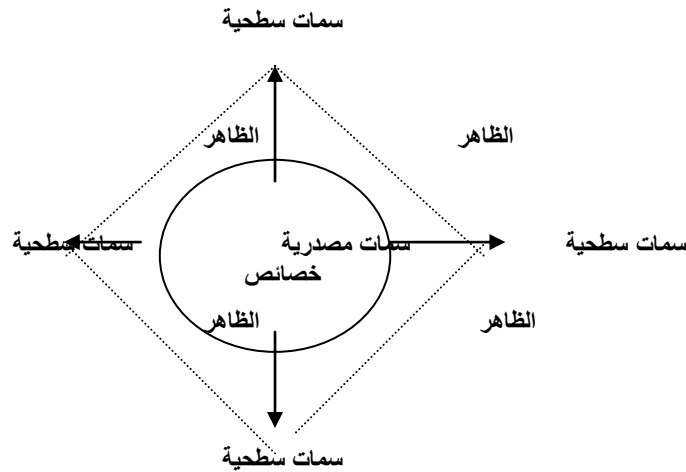 سمات سطحية
الظاهر
الظاهر
سمات سطحية
سمات مصدرية
سمات سطحية
خصائص
الظاهر
الظاهر
سمات سطحية